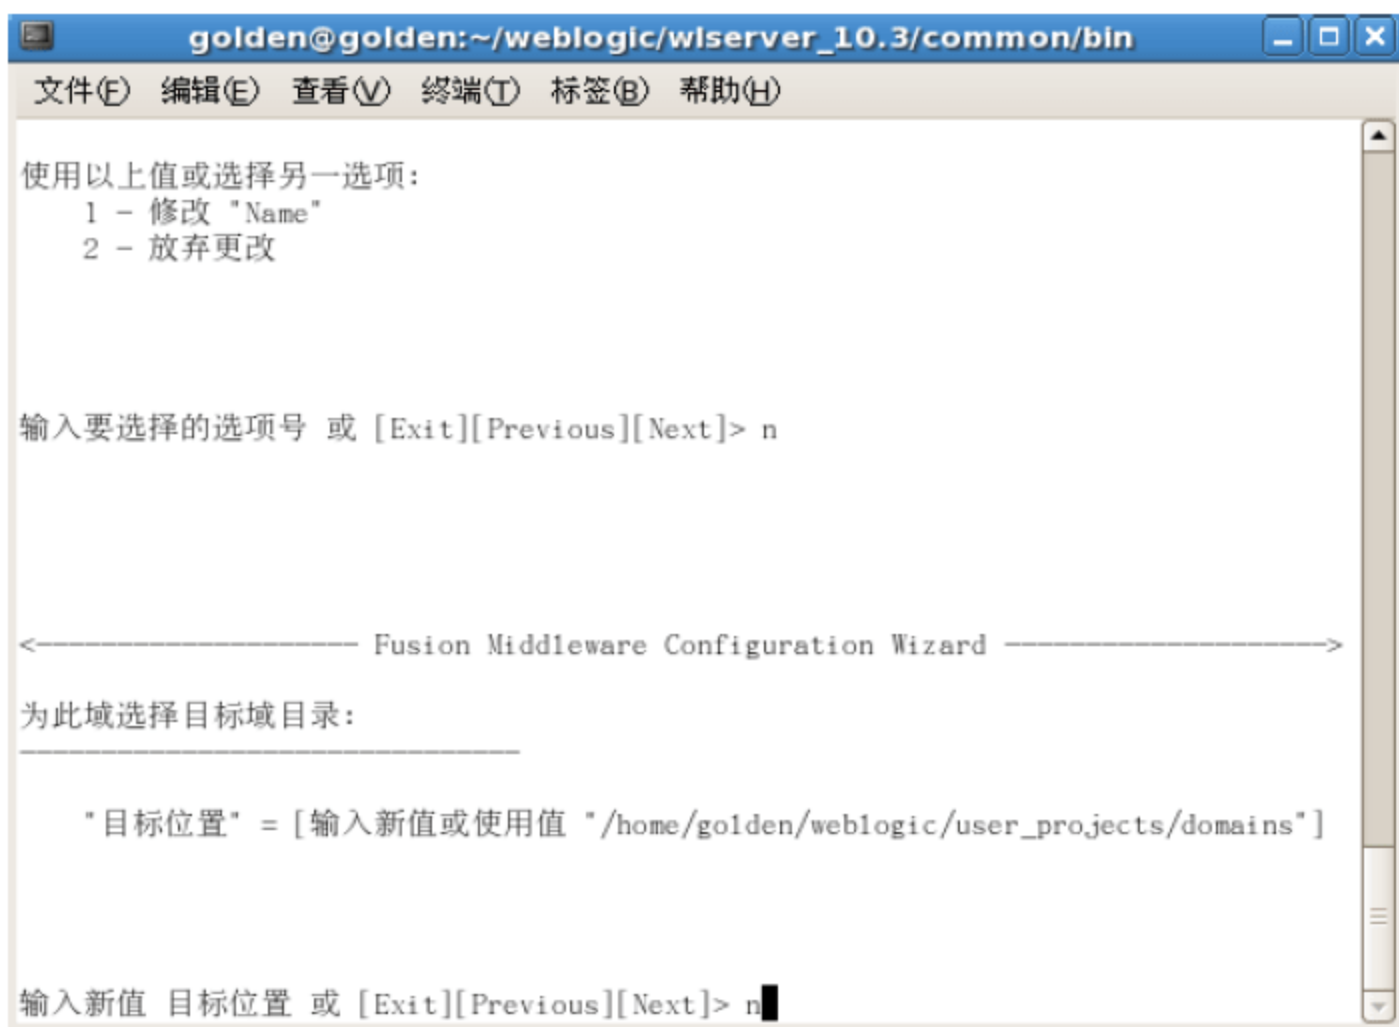 golden@golden:~/weblogic/wlserver_10.3/common/bin
文件(F) 编辑(E) 查看(V) 终端(T) 标签(B) 帮助(H)
使用以上值或选择另一选项:
1 - 修改 "Name"
2 - 放弃更改
输入要选择的选项号 或 [Exit][Previous][Next]> n
<-------------------- Fusion Middleware Configuration Wizard -------------------->
为此域选择目标域目录:
-------------------------------
"目标位置" = [输入新值或使用值 "/home/golden/weblogic/user_projects/domains"]
输入新值 目标位置 或 [Exit][Previous][Next]> n